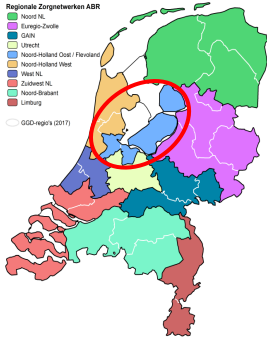 Regionale Zorgnetwerken ABR
Noord NL
Euregio-Zwolle
GAIN
Utrecht
Noord-Holland Oost / Flevoland
Noord-Holland West
West NL
Zuidwest NL
Noord-Brabant
Limburg
GGD-regio's (2017)